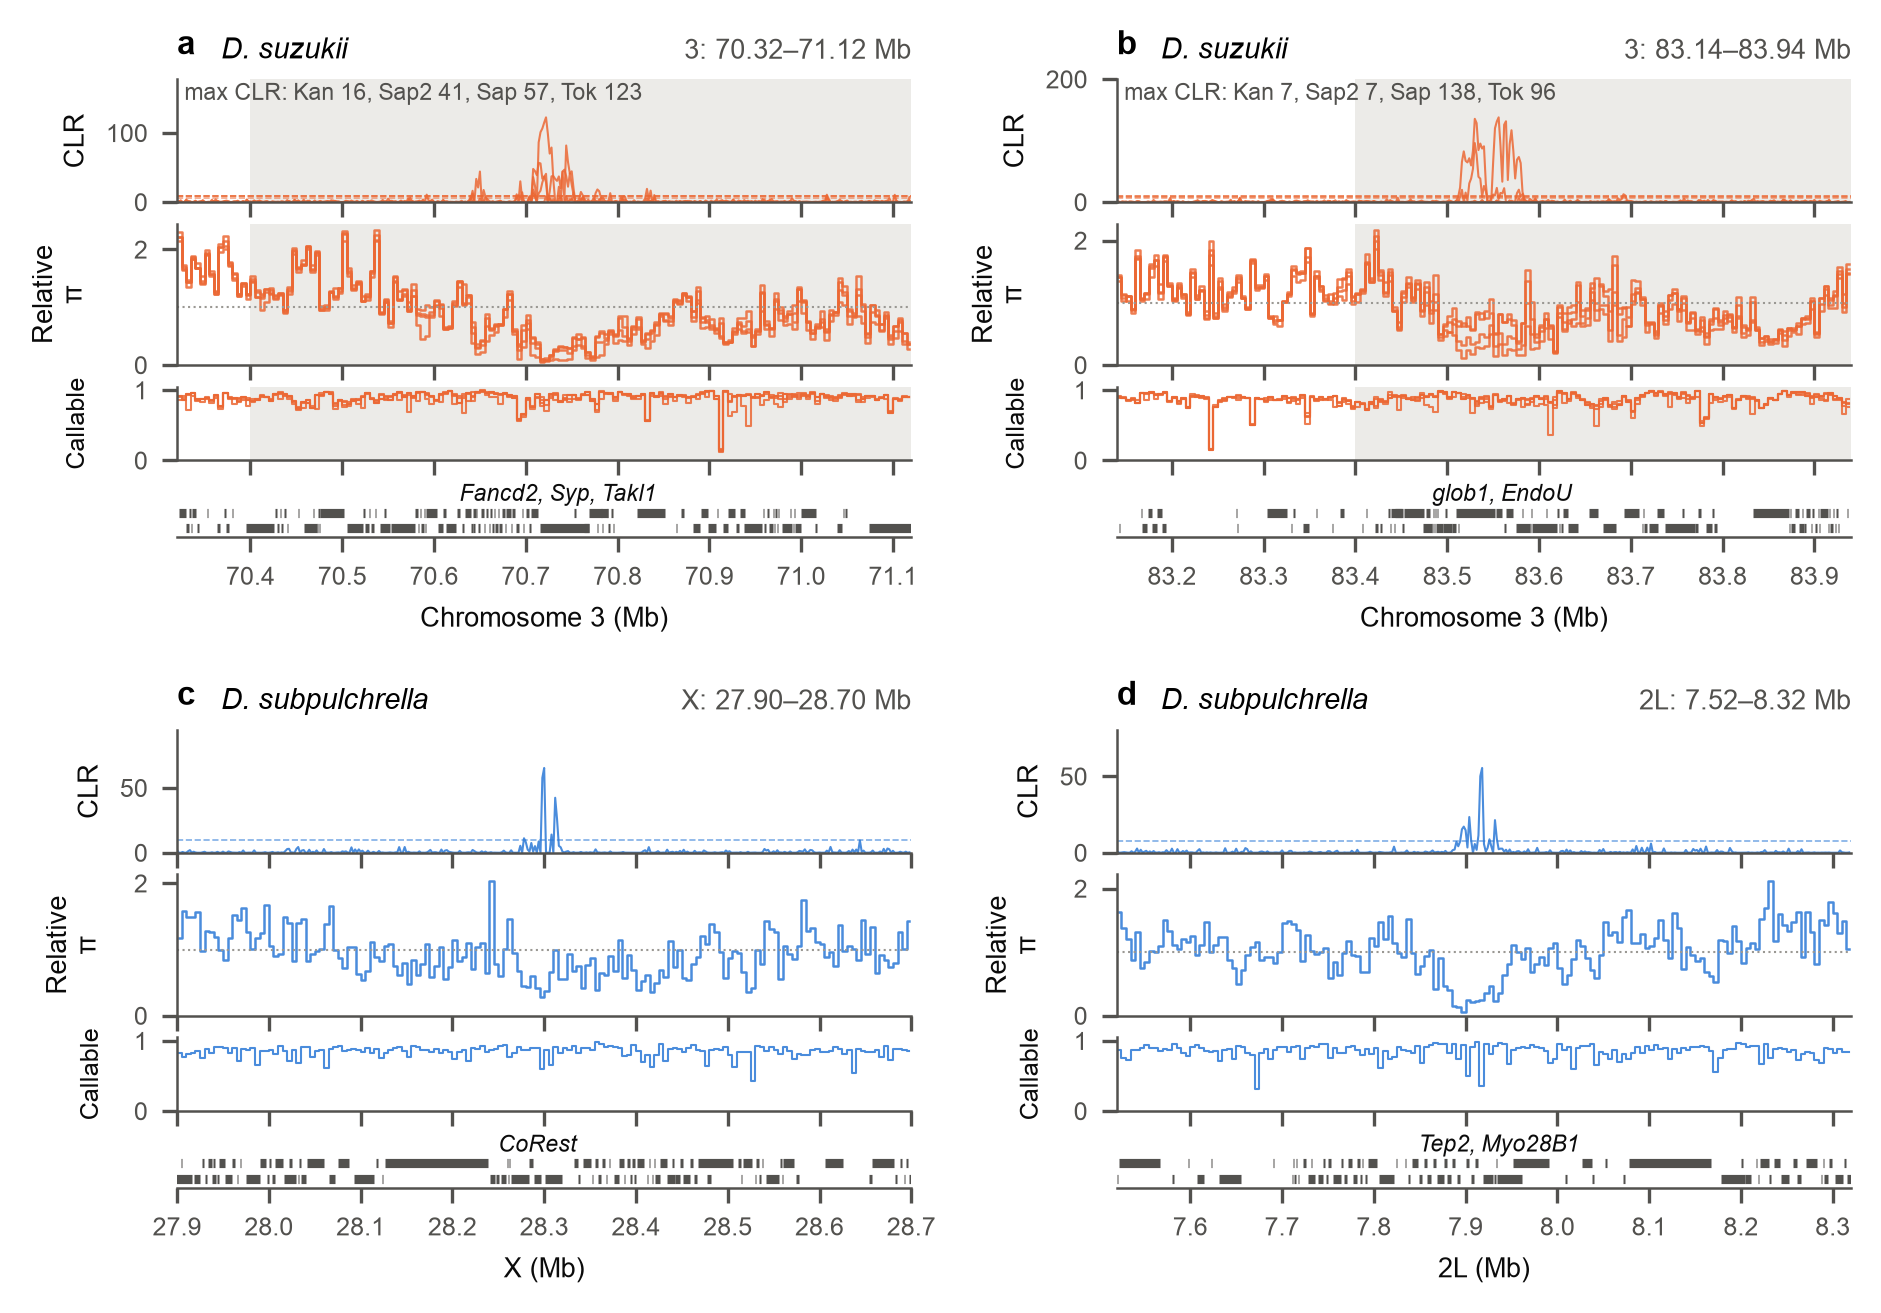 a D. suzukii 3: 70.32–71.12 Mb
max CLR: Kan 16, Sap2 41, Sap 57, Tok 123
CLR
100
0
Relative
π
2
0
Callable
1
0
Fancd2, Syp, Takl1
70.4 70.5 70.6 70.7 70.8 70.9 71.0 71.1
Chromosome 3 (Mb)
b D. suzukii 3: 83.14–83.94 Mb
200
max CLR: Kan 7, Sap2 7, Sap 138, Tok 96
CLR
0
Relative
π
2
0
Callable
1
0
glob1, EndoU
83.2 83.3 83.4 83.5 83.6 83.7 83.8 83.9
Chromosome 3 (Mb)
c D. subpulchrella X: 27.90–28.70 Mb
CLR
50
0
Relative
π
2
0
Callable
1
0
CoRest
27.9 28.0 28.1 28.2 28.3 28.4 28.5 28.6 28.7
X (Mb)
d D. subpulchrella 2L: 7.52–8.32 Mb
CLR
50
0
Relative
π
2
0
Callable
1
0
Tep2, Myo28B1
7.6 7.7 7.8 7.9 8.0 8.1 8.2 8.3
2L (Mb)